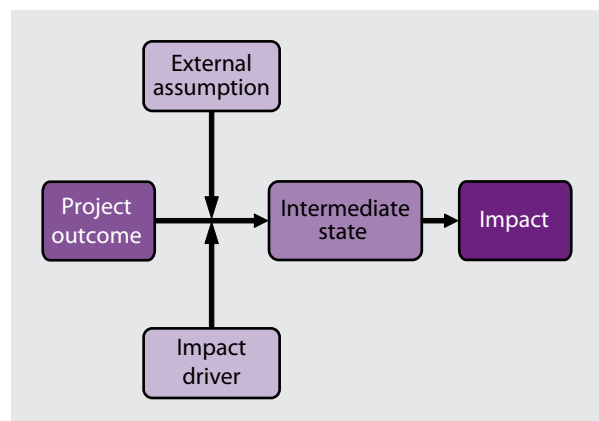 External
assumption
Project
outcome
Intermediate
state
Impact
Impact
driver